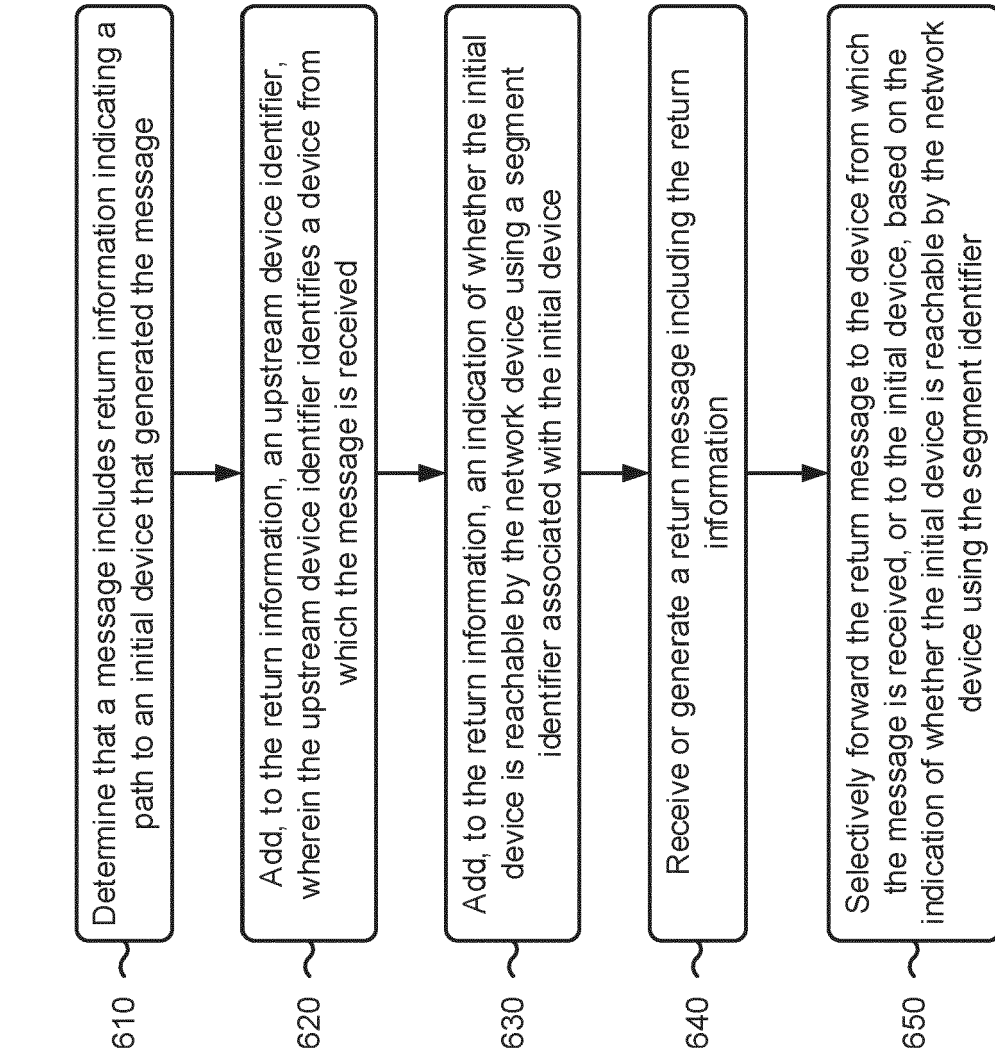 610
Determine that a message includes return information indicating a
path to an initial device that generated the message
620
Add, to the return information, an upstream device identifier,
wherein the upstream device identifier identifies a device from
which the message is received
630
Add, to the return information, an indication of whether the initial
device is reachable by the network device using a segment
identifier associated with the initial device
640
Receive or generate a return message including the return
information
650
Selectively forward the return message to the device from which
the message is received, or to the initial device, based on the
indication of whether the initial device is reachable by the network
device using the segment identifier